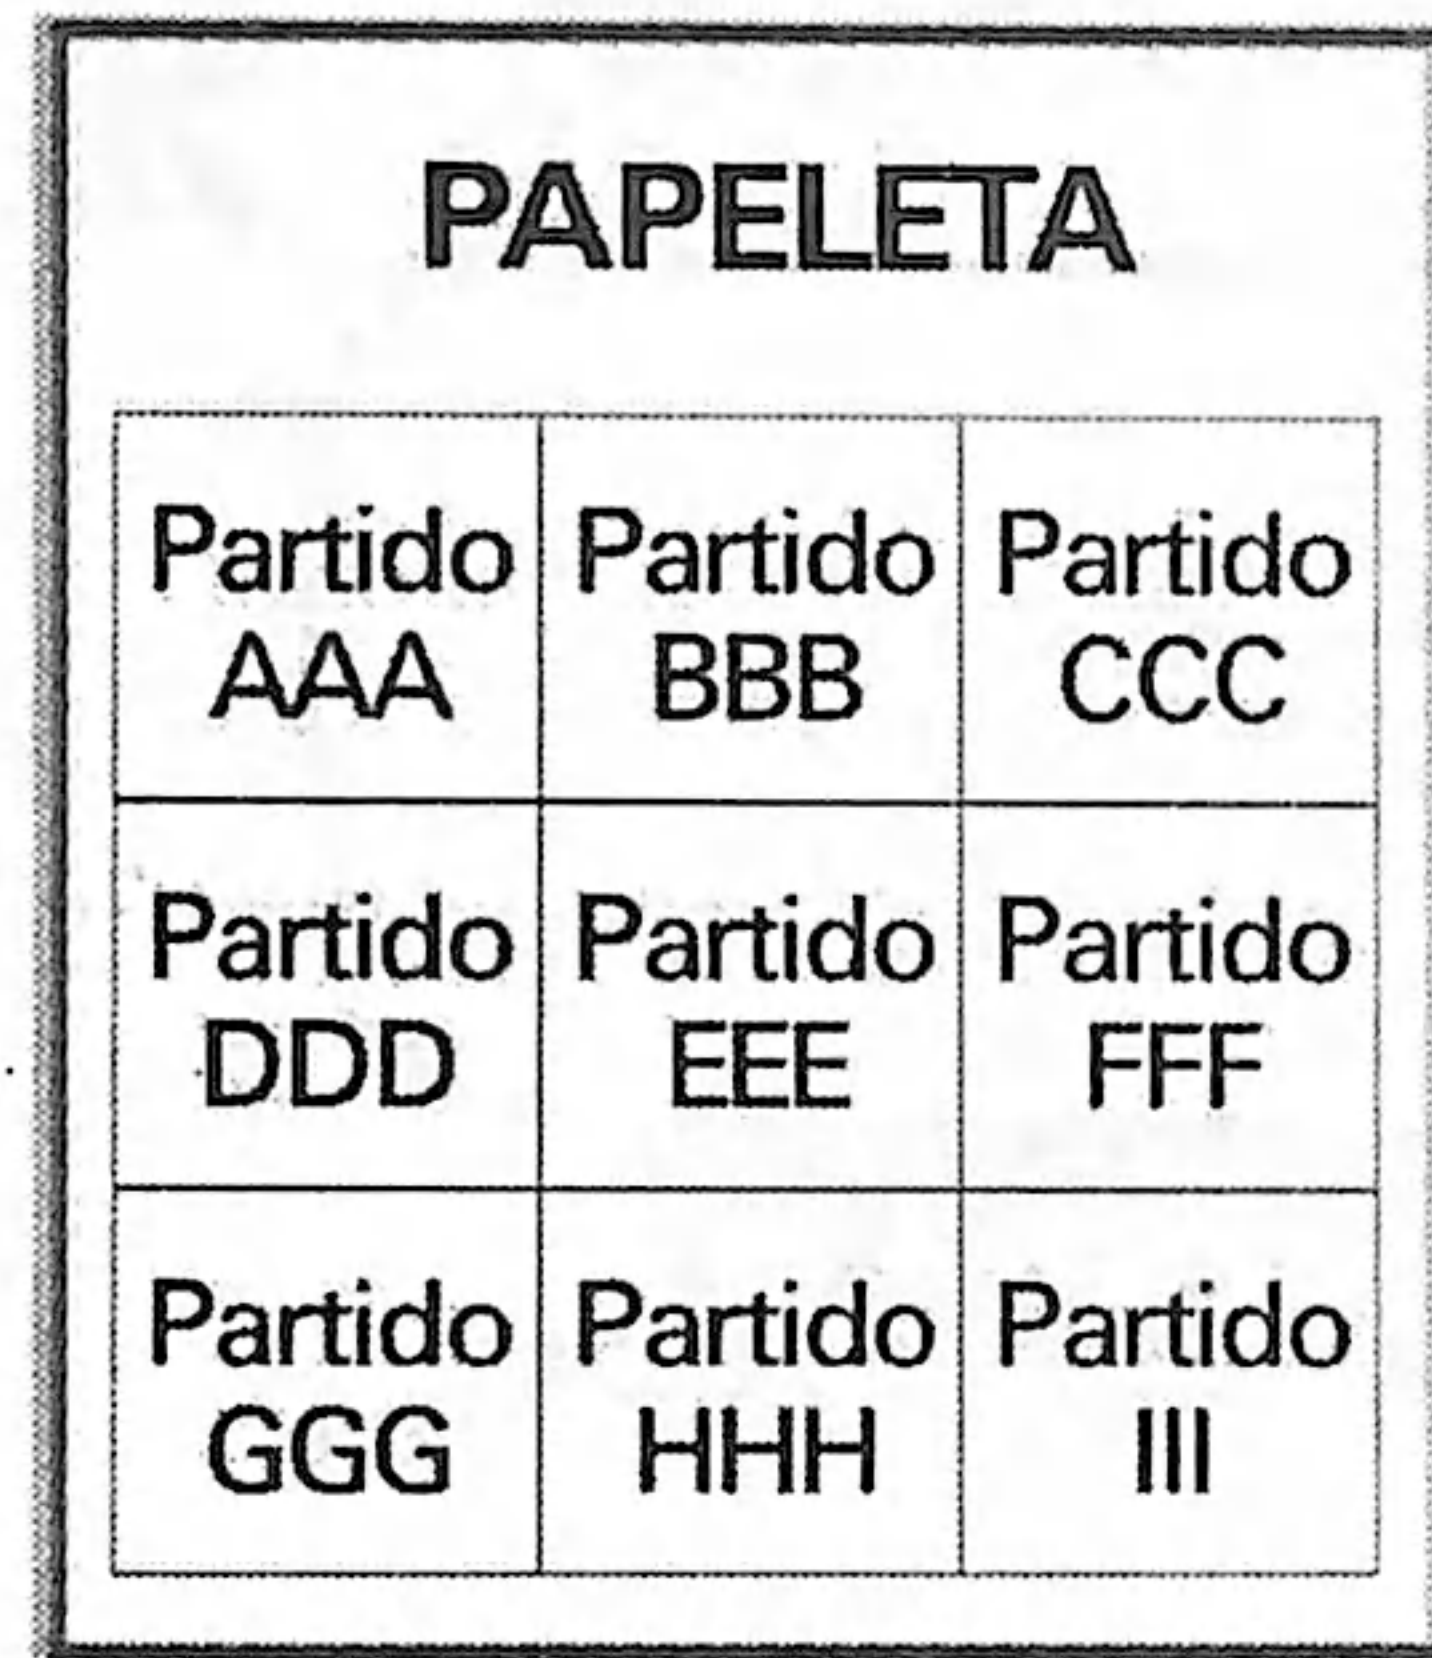 PAPELETA
Partido
AAA
Partido
BBB
Partido
CCC
Partido
DDD
Partido
EEE
Partido
FFF
Partido
GGG
Partido
HHH
Partido
III